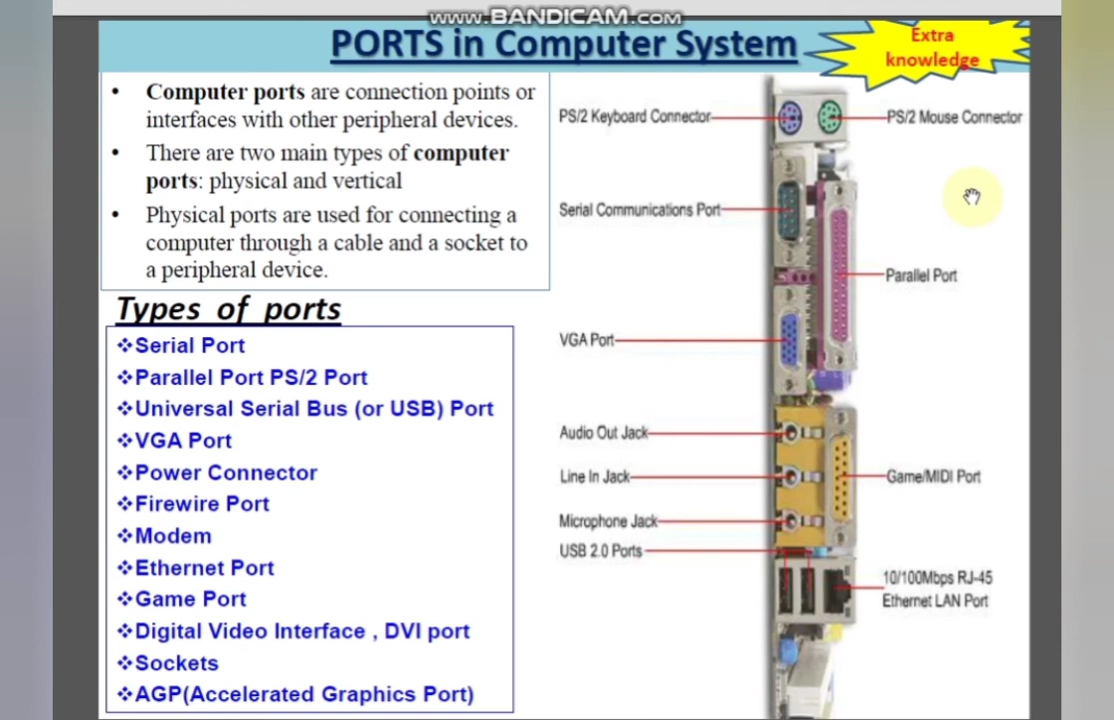 www.BANDICAM.com
PORTS in Computer System
Extra
knowledge
• Computer ports are connection points or
interfaces with other peripheral devices.
• There are two main types of computer
ports: physical and vertical
• Physical ports are used for connecting a
computer through a cable and a socket to
a peripheral device.
Types of ports
❖Serial Port
❖Parallel Port PS/2 Port
❖Universal Serial Bus (or USB) Port
❖VGA Port
❖Power Connector
❖Firewire Port
❖Modem
❖Ethernet Port
❖Game Port
❖Digital Video Interface , DVI port
❖Sockets
❖AGP(Accelerated Graphics Port)
PS/2 Keyboard Connector
PS/2 Mouse Connector
Serial Communications Port
Parallel Port
VGA Port
Audio Out Jack
Line In Jack
Game/MIDI Port
Microphone Jack
USB 2.0 Ports
10/100Mbps RJ-45
Ethernet LAN Port